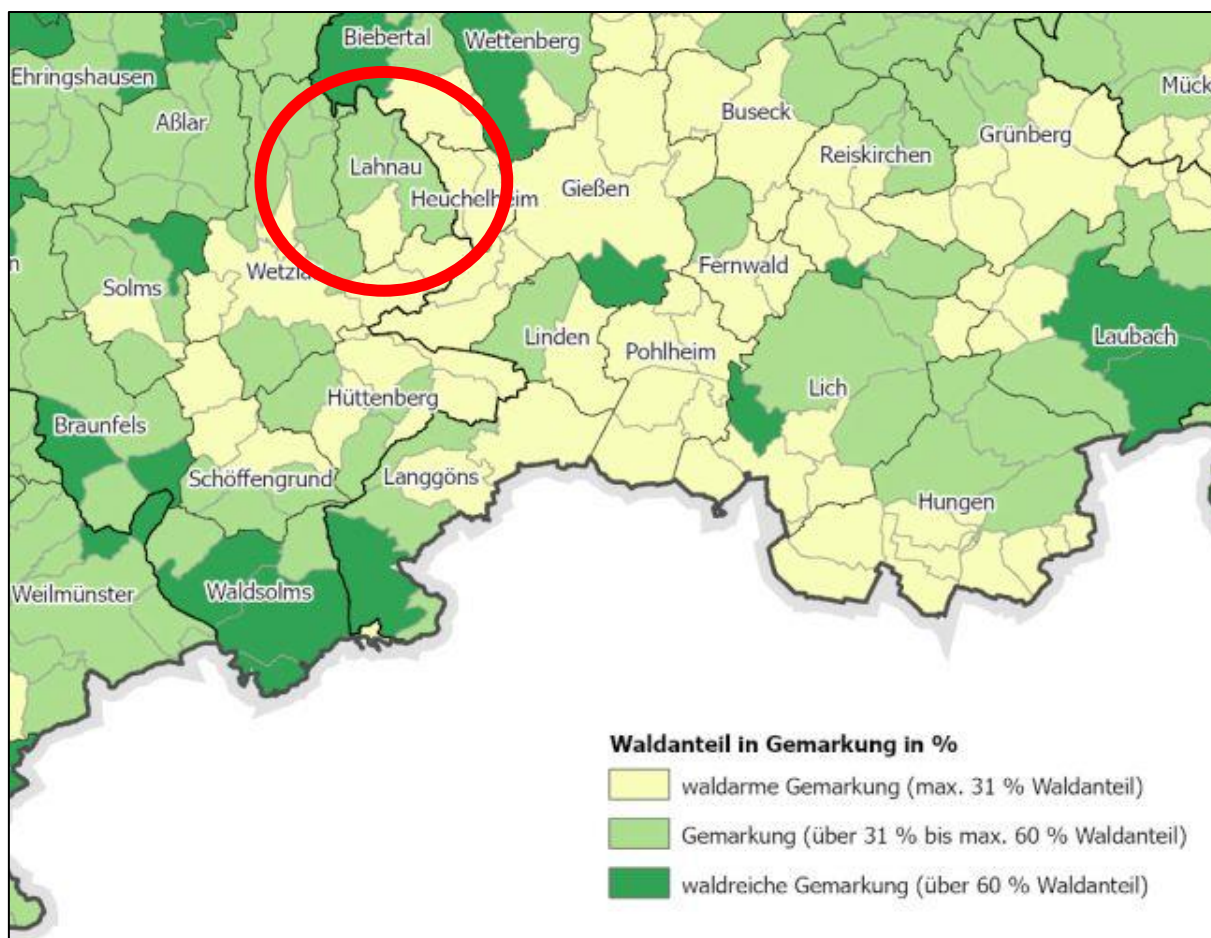 Biebertal
Wettenberg
Ehringshausen
Mück
Buseck
Aßlar
Grünberg
Reiskirchen
Lahnau
Gießen
Heuchelheim
n
Fernwald
Wetzla
Solms
Linden
Laubach
Pohlheim
Lich
Hüttenberg
Braunfels
Schöffengrund
Langgöns
Hungen
Weilmünster
Waldsolms
Waldanteil in Gemarkung in %
waldarme Gemarkung (max. 31 % Waldanteil)
Gemarkung (über 31 % bis max. 60 % Waldanteil)
waldreiche Gemarkung (über 60 % Waldanteil)